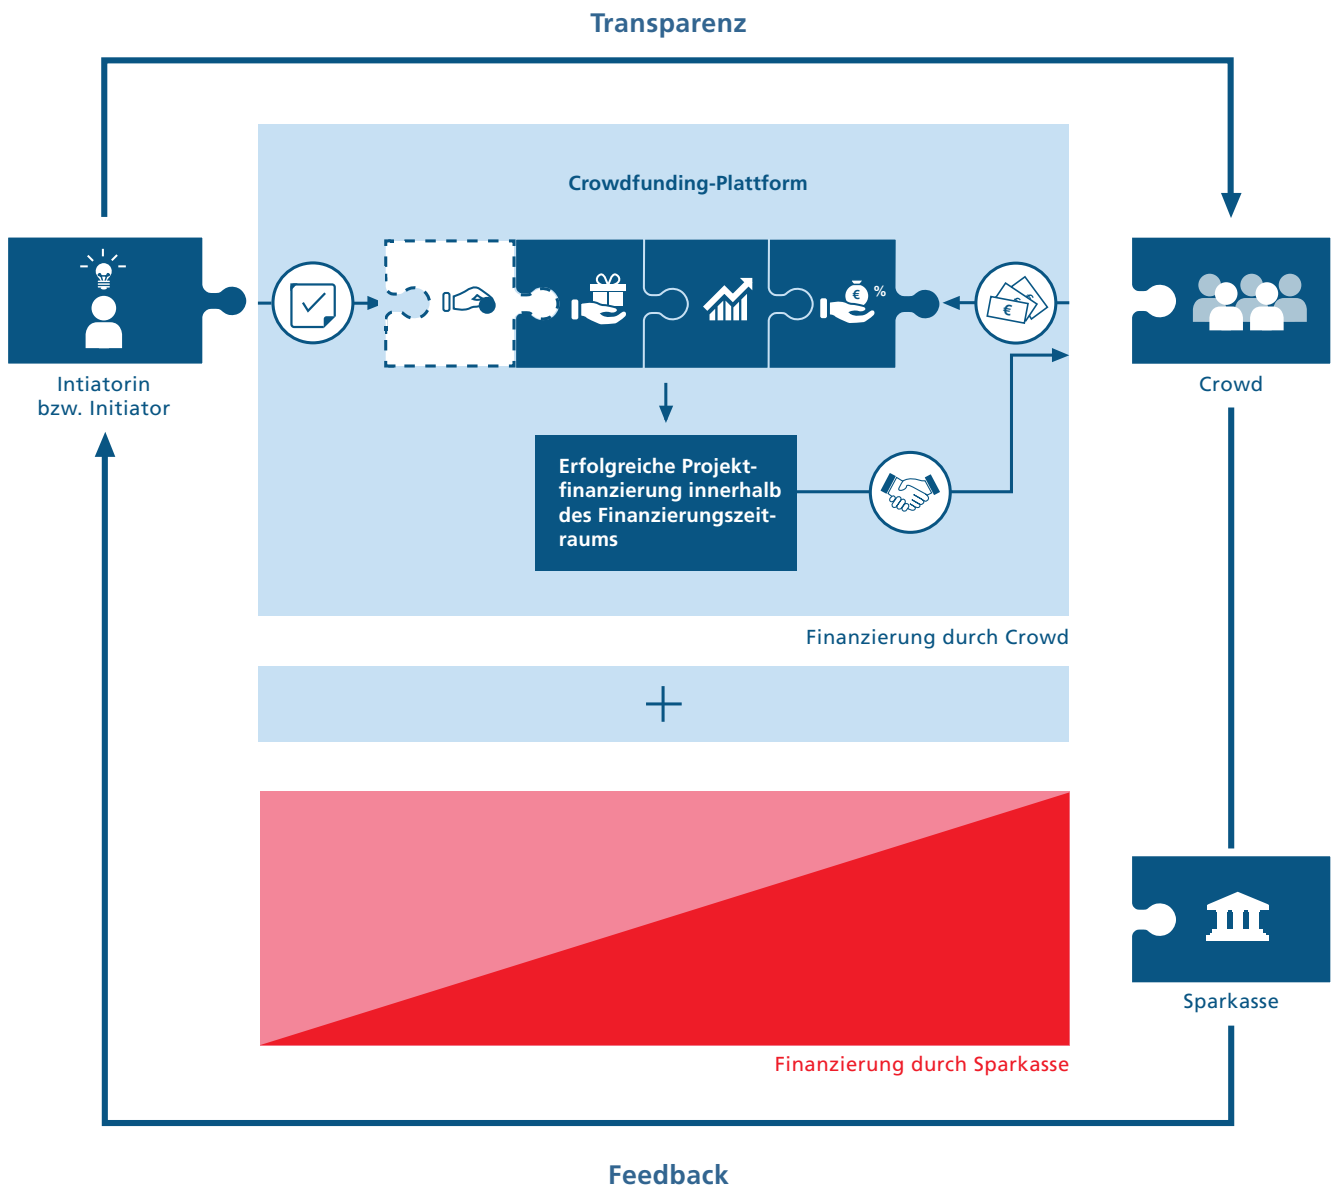 Transparenz
Crowdfunding-Plattform
%
€
€
€
Intiatorin
bzw. Initiator
Crowd
Erfolgreiche Projekt-
finanzierung innerhalb
des Finanzierungszeit-
raums
Finanzierung durch Crowd
+
Sparkasse
Finanzierung durch Sparkasse
Feedback